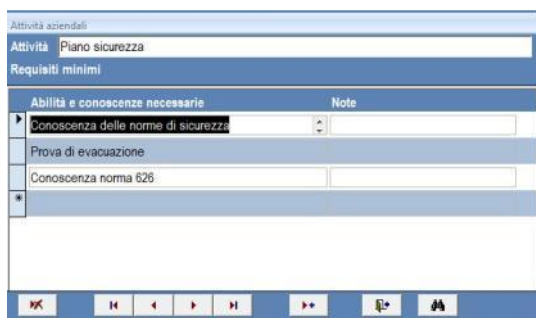 Attività aziendali
Attività Piano sicurezza
Requisiti minimi
Abilità e conoscenze necessarie Note
Conoscenza delle norme di sicurezza
Prova di evacuazione
Conoscenza norma 626